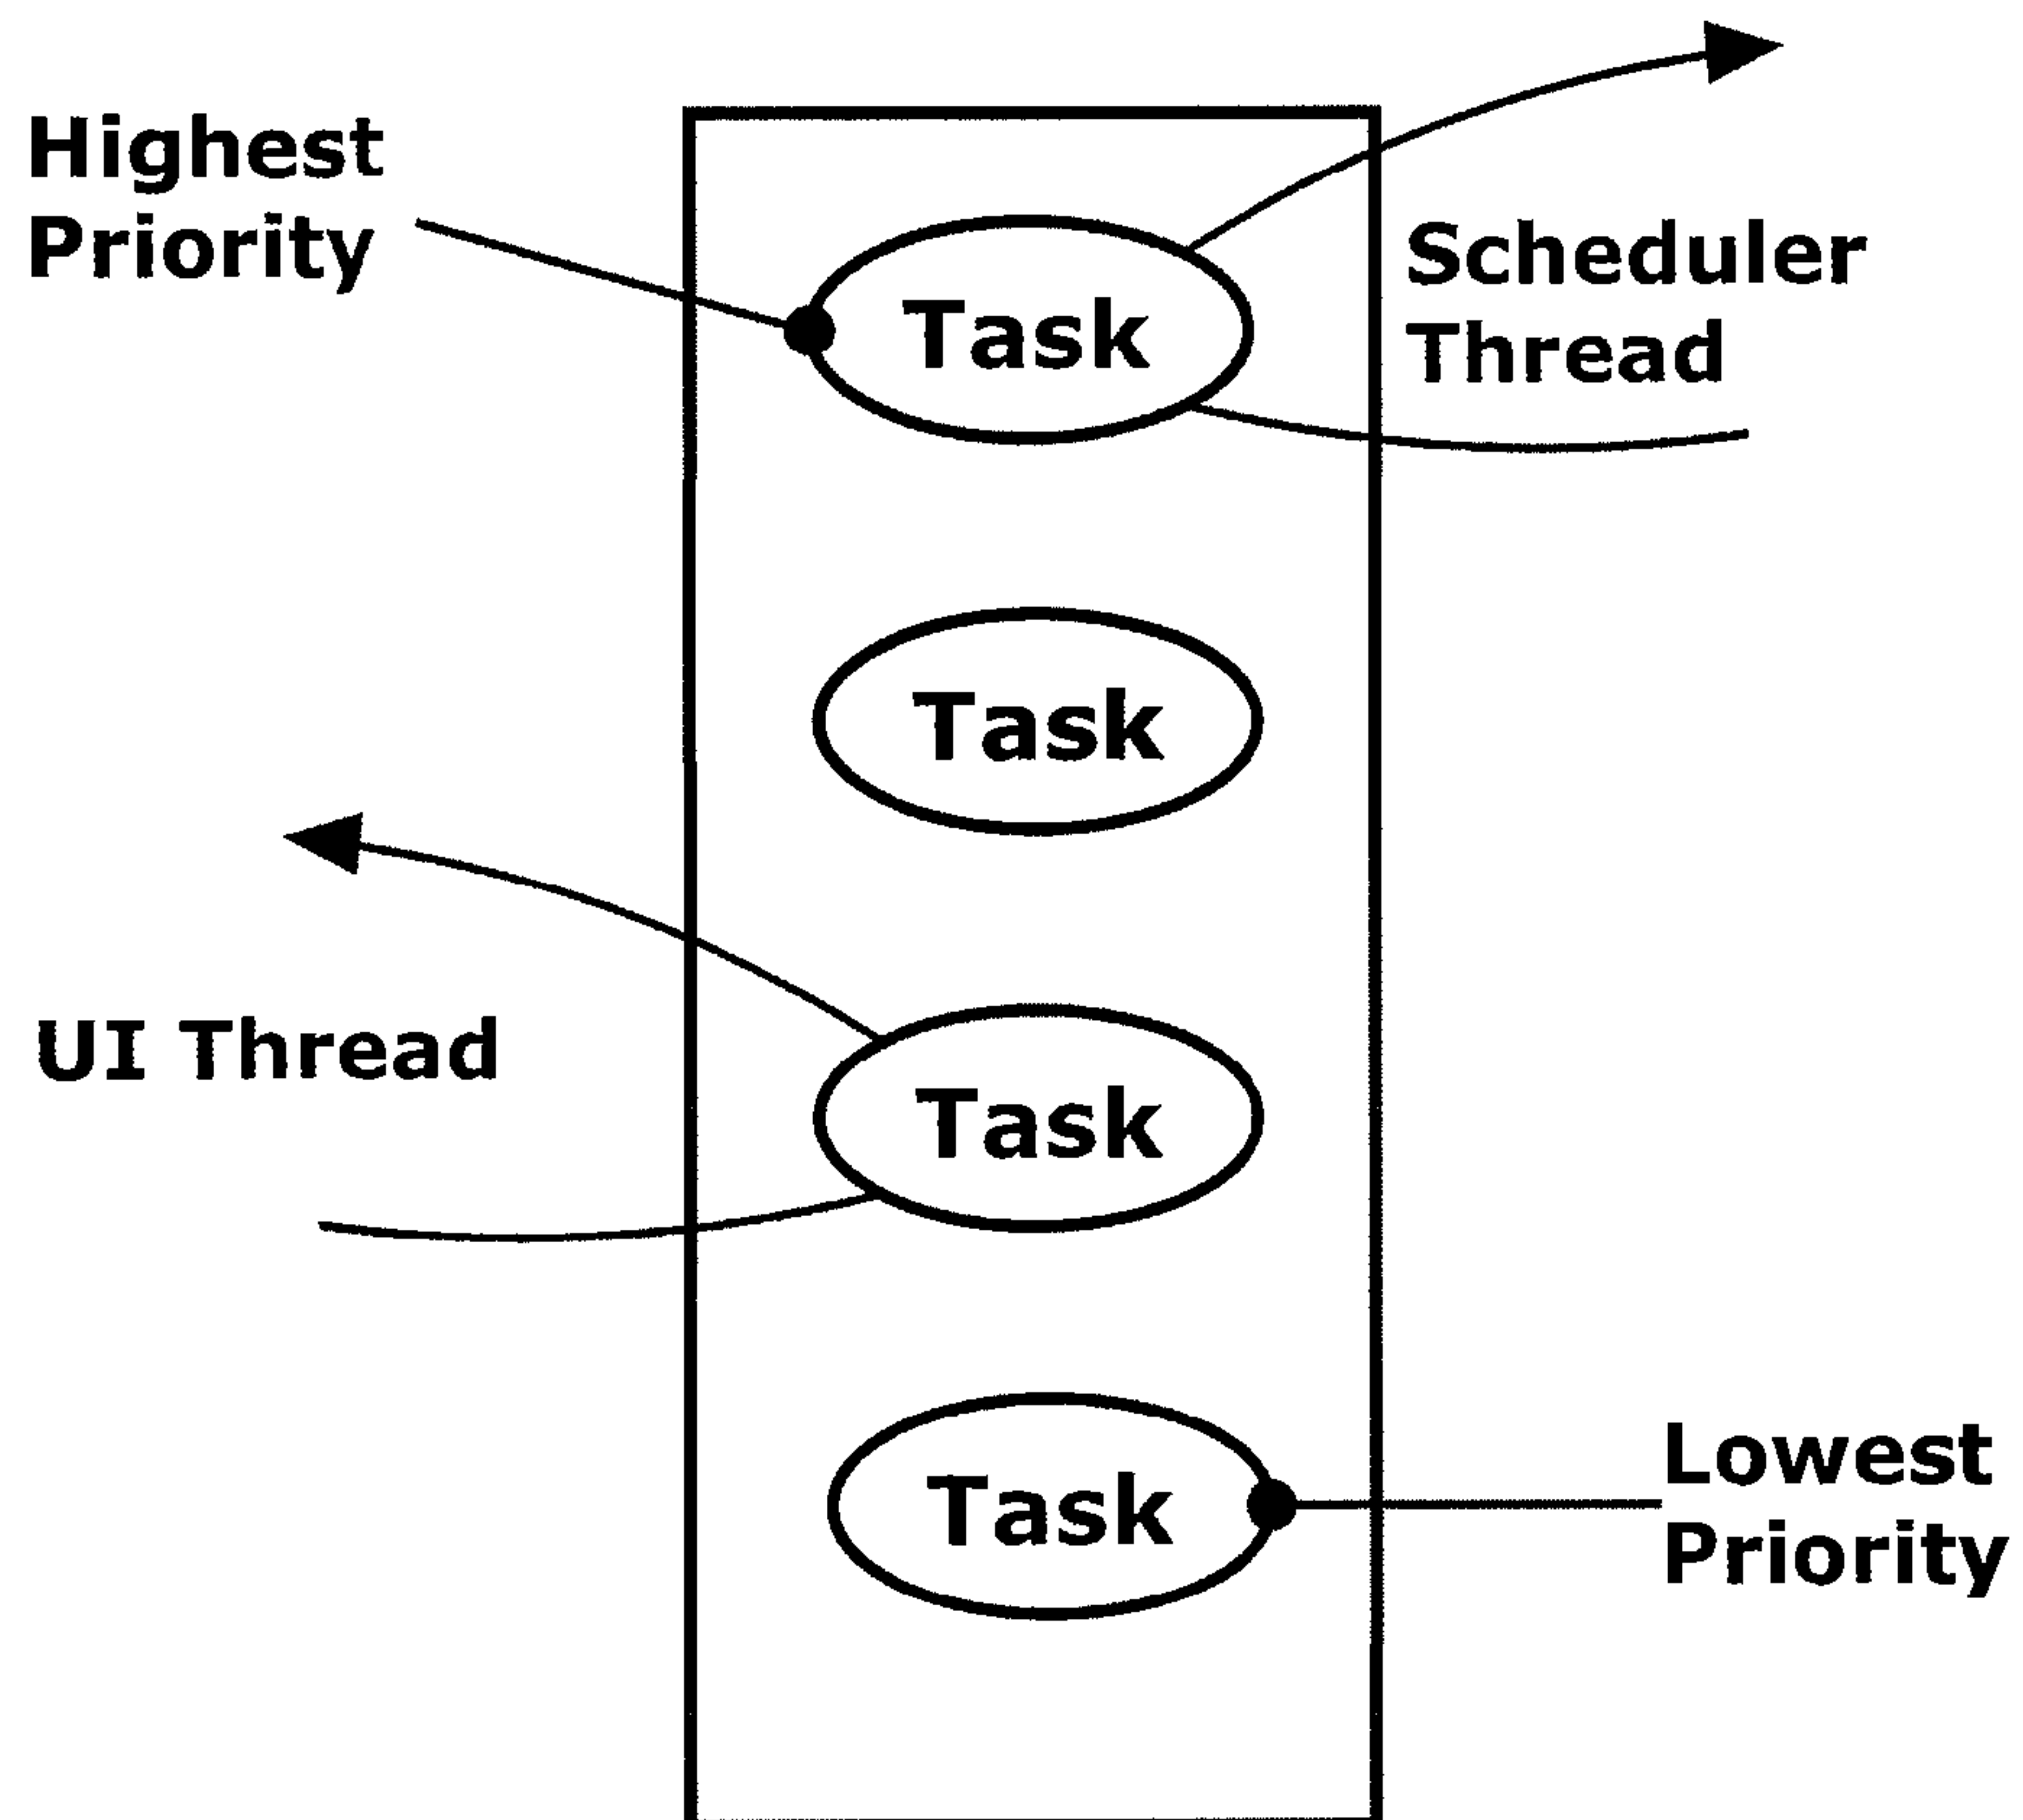 Highest
Priority
Scheduler
Thread
Task
Task
UI Thread
Task
Task
Lowest
Priority